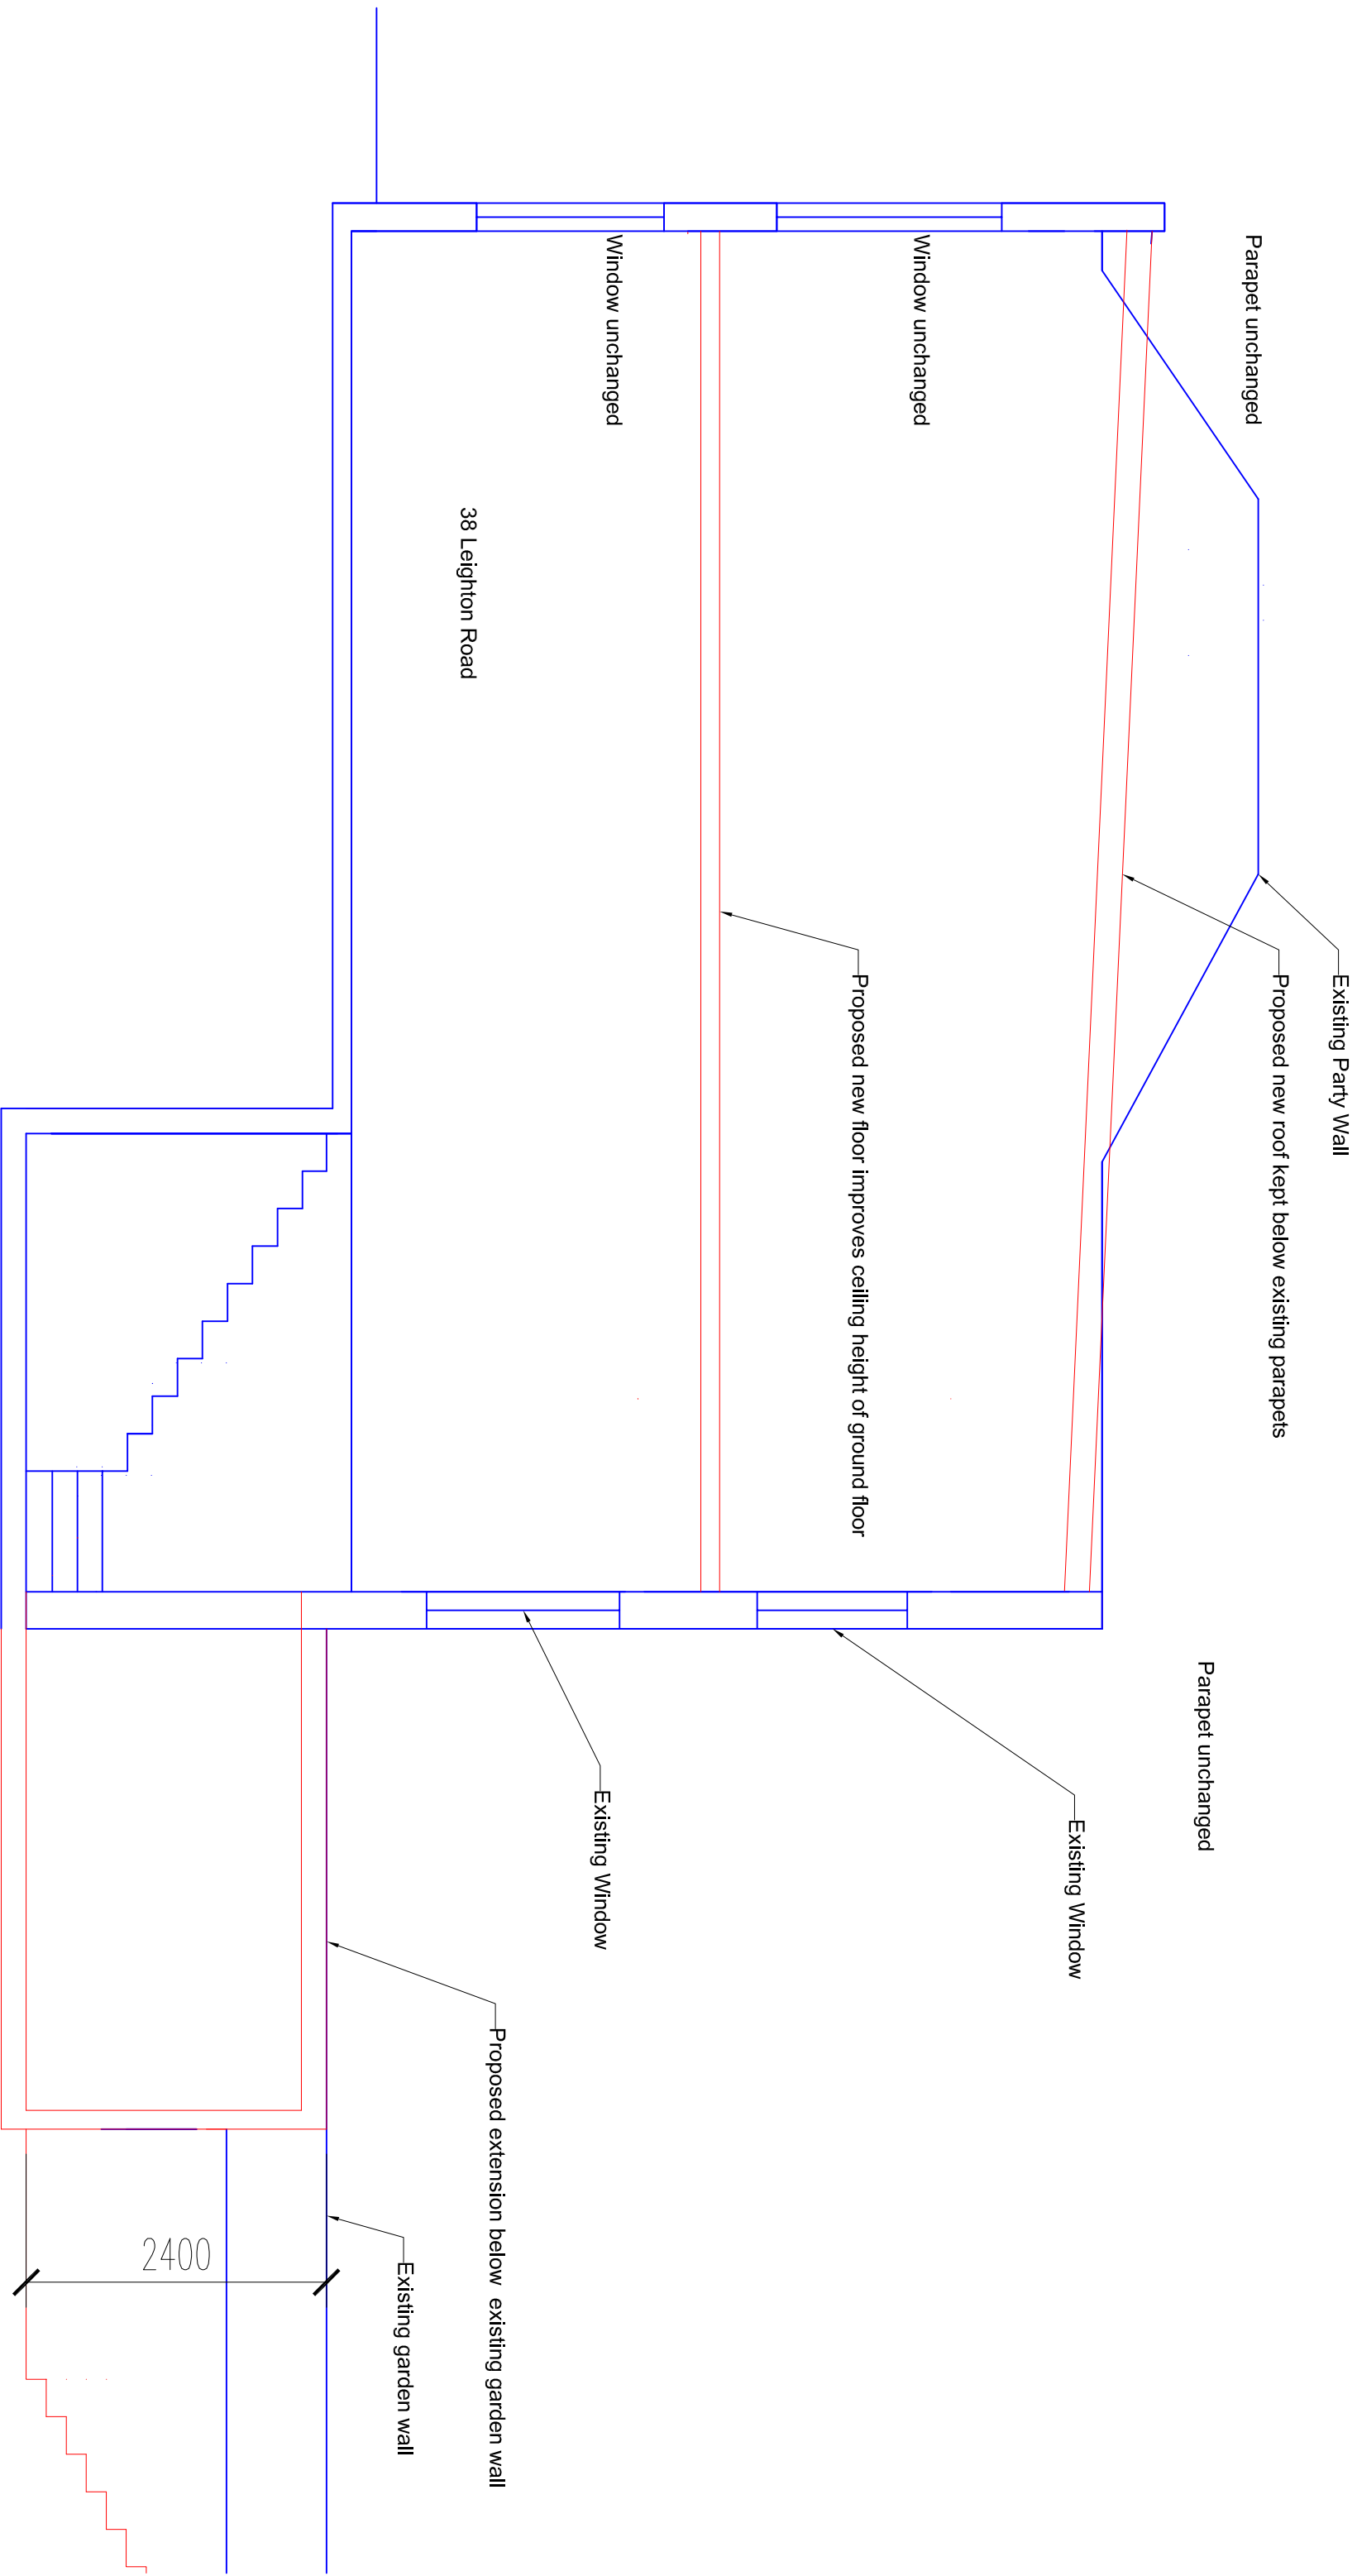 Existing Party Wall
Proposed new roof kept below existing parapets
Parapet unchanged
Parapet unchanged
Existing Window
Window unchanged
Proposed new floor improves ceiling height of ground floor
Window unchanged
Existing Window
Proposed extension below existing garden wall
38 Leighton Road
Existing garden wall
2400